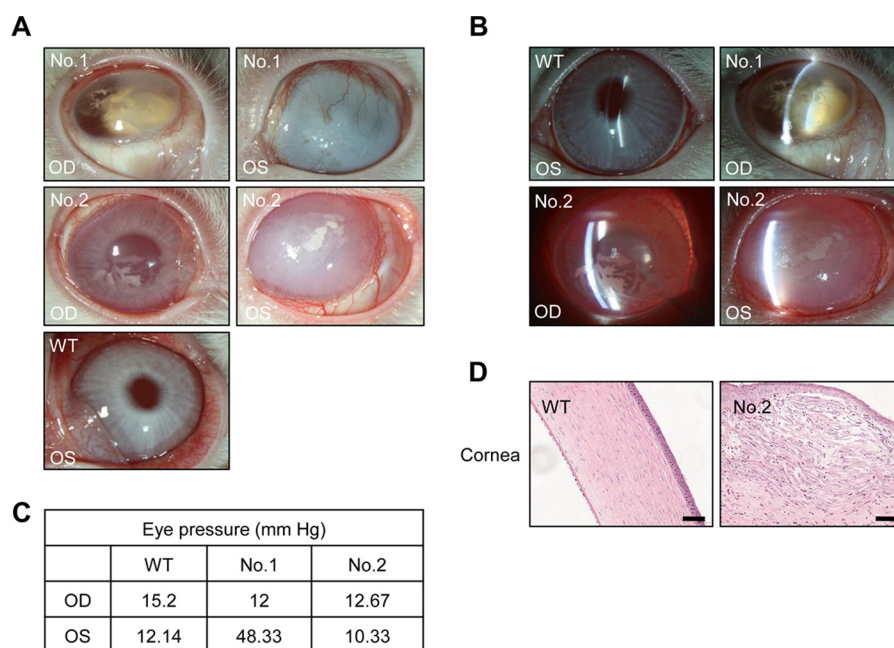 A
No.1
OD
No.1
OS
No.2
OD
No.2
OS
WT
OS
B
WT
OS
No.1
OD
No.2
OD
No.2
OS
C
Eye pressure (mm Hg)
WT No.1 No.2
OD 15.2 12 12.67
OS 12.14 48.33 10.33
D
Cornea
WT
No.2